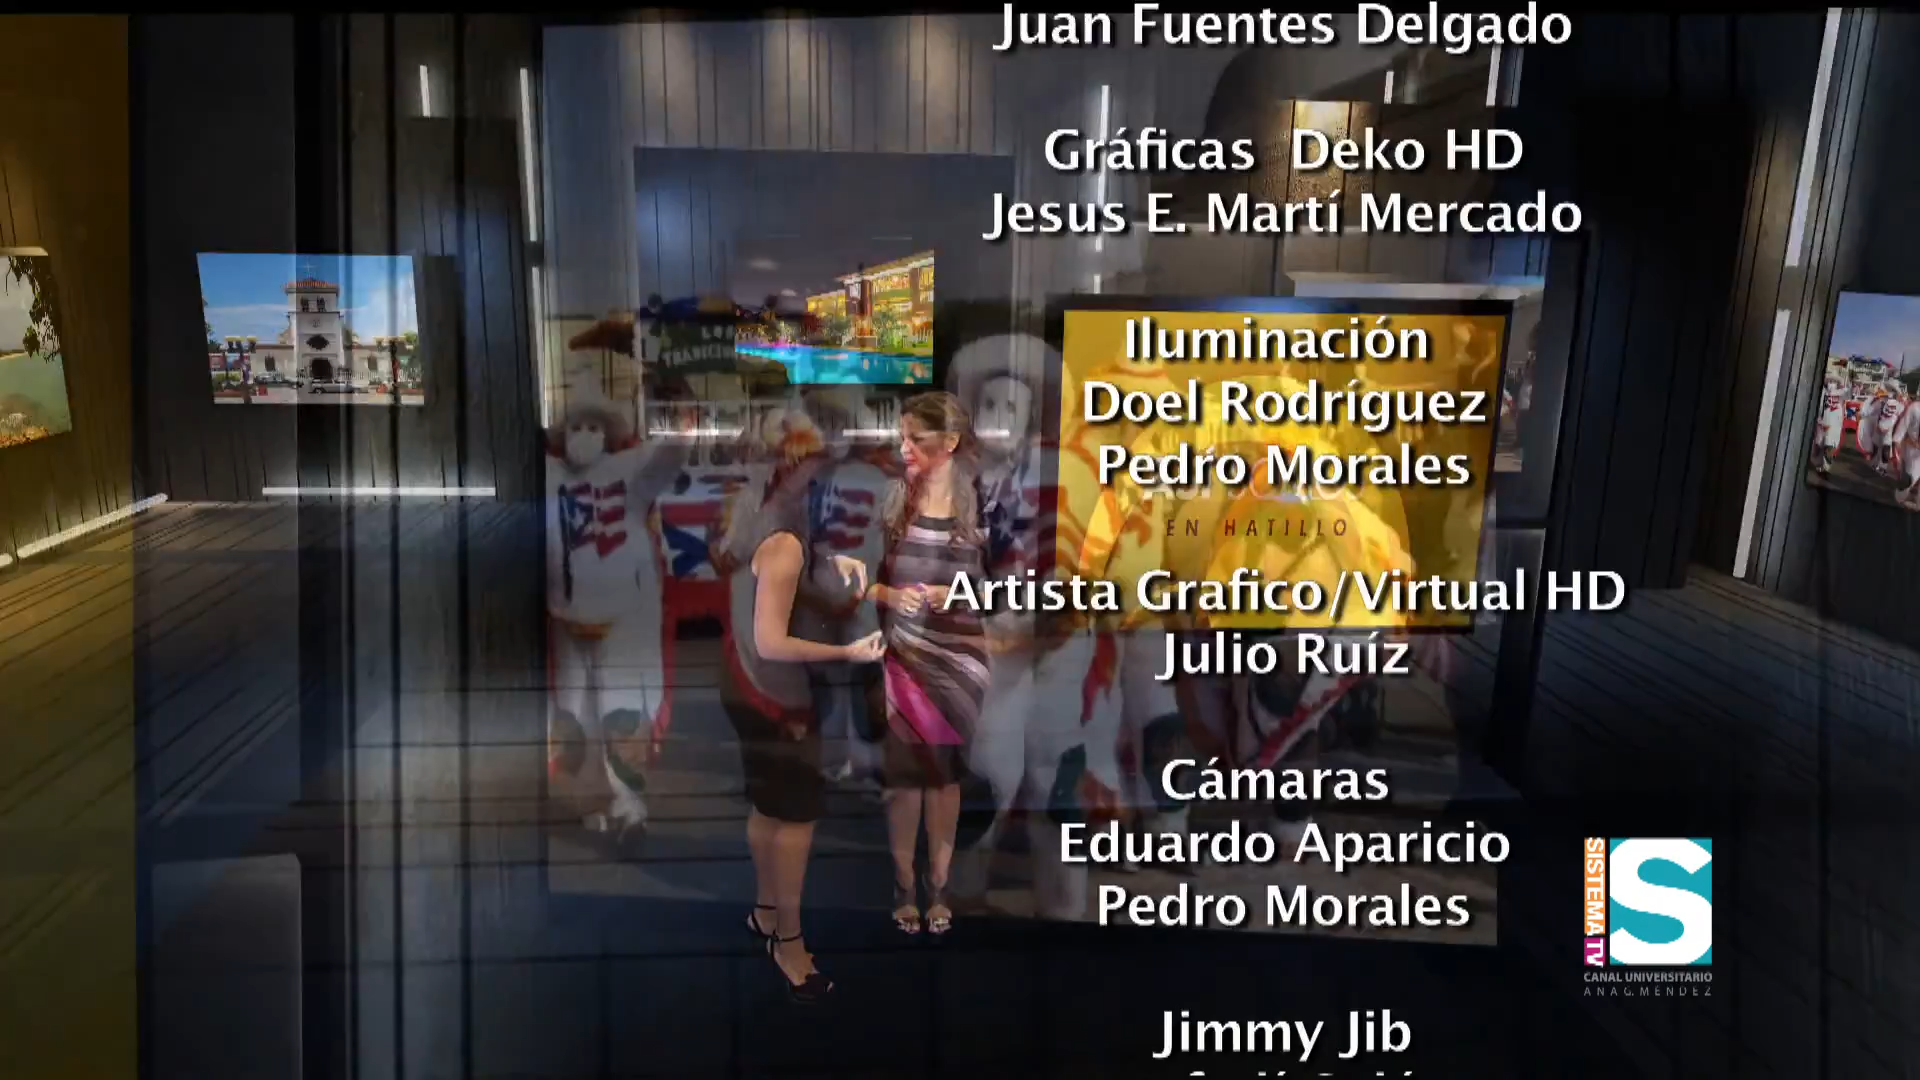 Juan Fuentes Delgado
Gráficas Deko HD
Jesus E. Martí Mercado
Iluminación
Doel Rodríguez
Pedro Morales
EN HATILLO
Artista Grafico/Virtual HD
Julio Ruíz
Cámaras
Eduardo Aparicio
Pedro Morales
SISTEMA TV
S
CANAL UNIVERSITARIO
ANA G. MÉNDEZ
Jimmy Jib